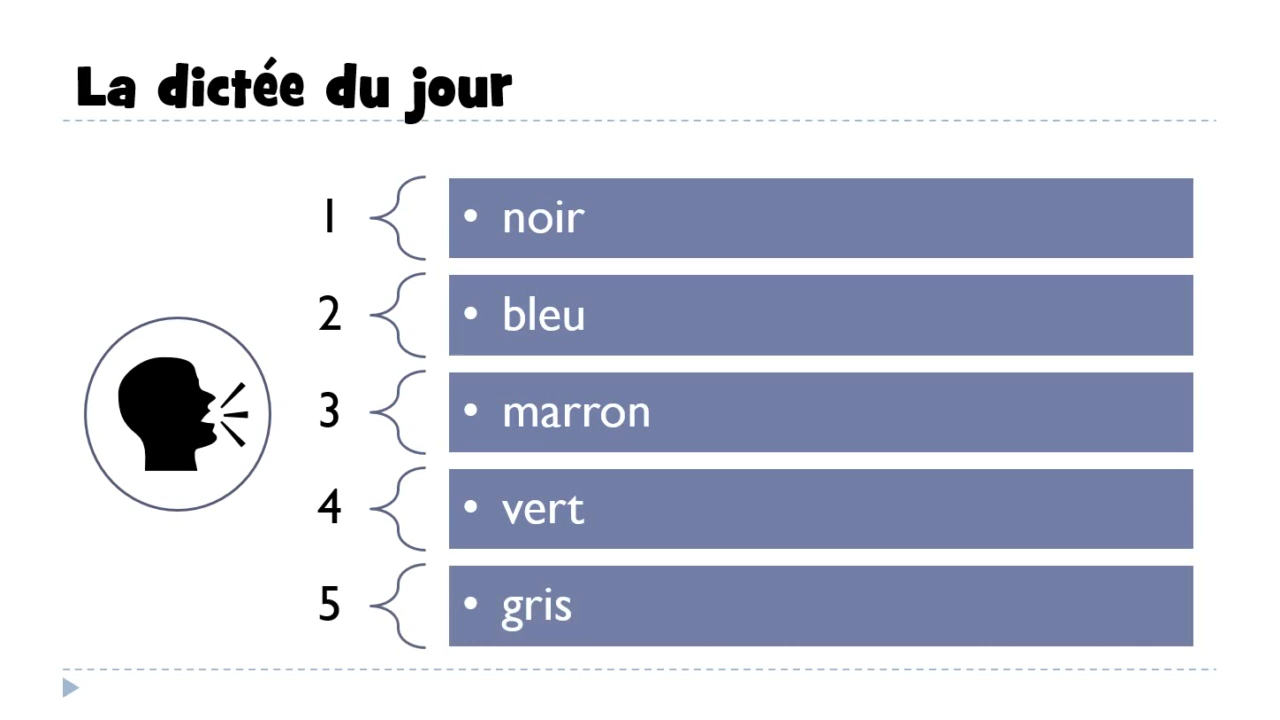 La dictée du jour
1 • noir
2 • bleu
3 • marron
4 • vert
5 • gris